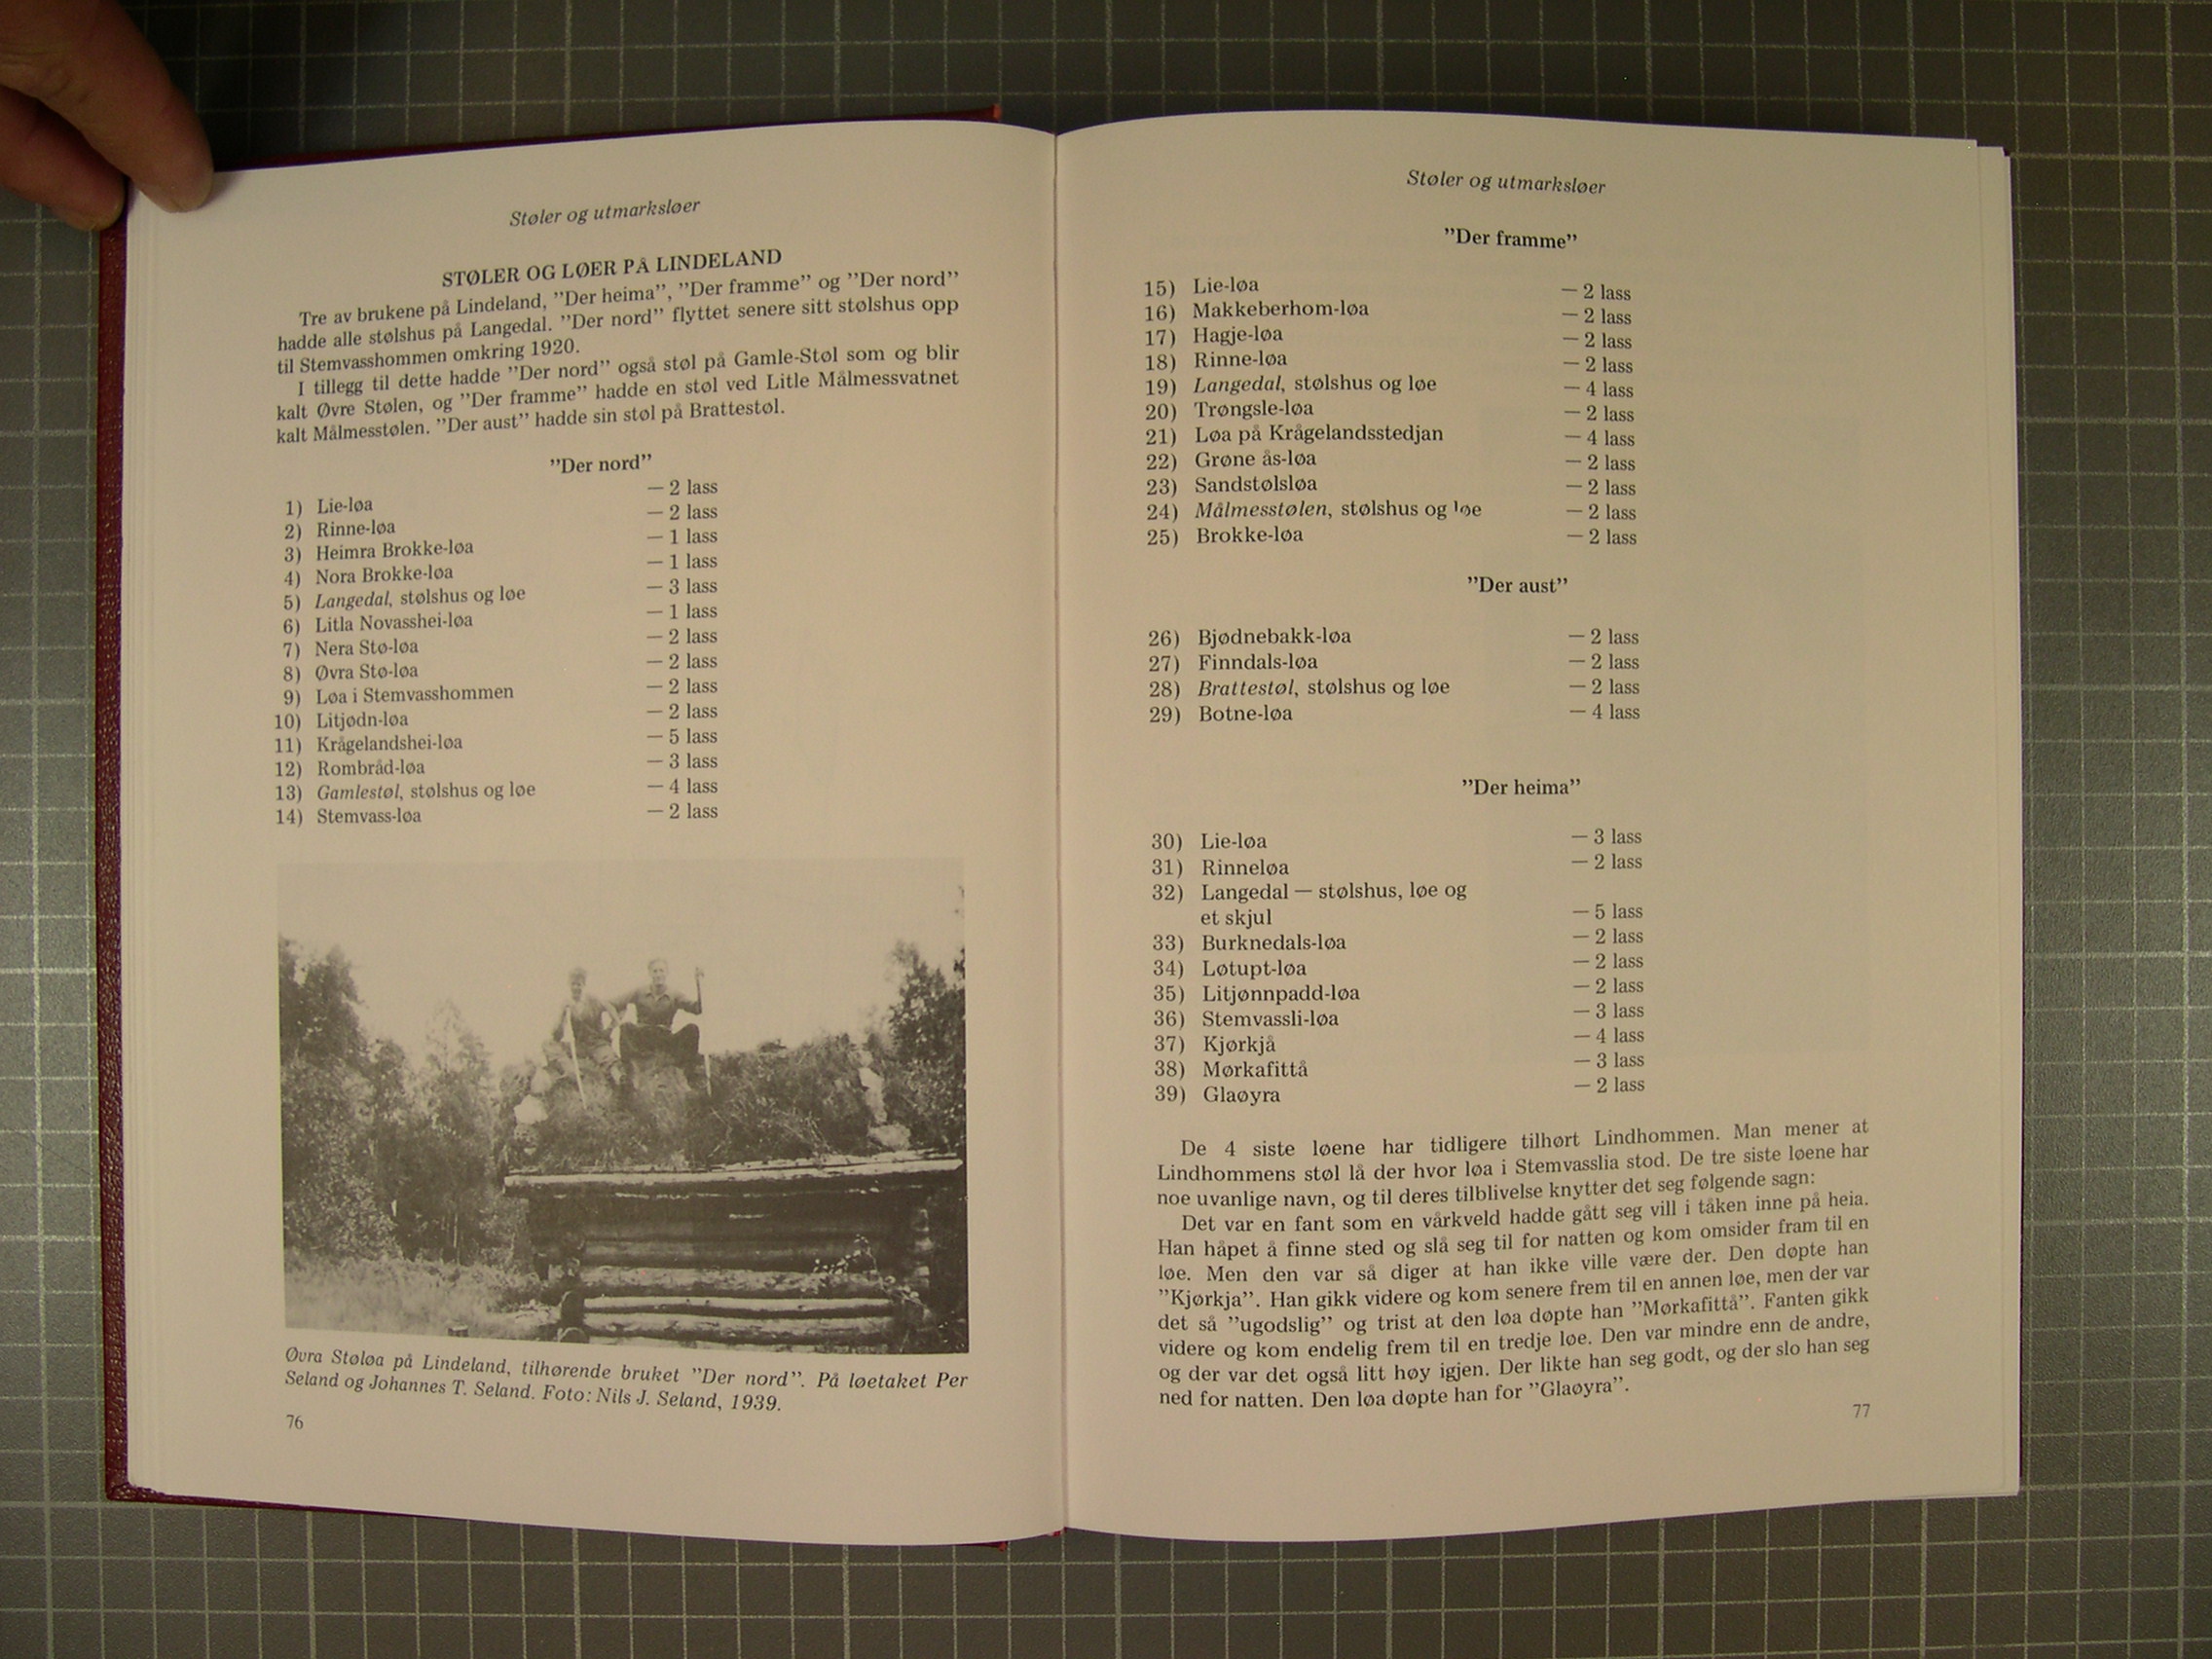 Støler og utmarksløer
STØLER OG LØER PÅ LINDELAND
Tre av brukene på Lindeland, ”Der heima”, ”Der framme” og ”Der nord”
hadde alle stølshus på Langedal. ”Der nord” flyttet senere sitt stølshus opp
til Stemvasshommen omkring 1920.
I tillegg til dette hadde ”Der nord” også støl på Gamle-Støl som og blir
kalt Øvre Stølen, og ”Der framme” hadde en støl ved Litle Målmessvatnet
kalt Målmesstølen. ”Der aust” hadde sin støl på Brattestøl.
”Der nord”
1) Lie-løa — 2 lass
2) Rinne-løa — 2 lass
3) Heimra Brokke-løa — 1 lass
4) Nora Brokke-løa — 1 lass
5) Langedal, stølshus og løe — 3 lass
6) Litla Novasshei-løa — 1 lass
7) Nera Stø-løa — 2 lass
8) Øvra Stø-løa — 2 lass
9) Løa i Stemvasshommen — 2 lass
10) Litjødn-løa — 2 lass
11) Krågelandshei-løa — 5 lass
12) Rombråd-løa — 3 lass
13) Gamlestøl, stølshus og løe — 4 lass
14) Stemvass-løa — 2 lass
Øvra Støløa på Lindeland, tilhørende bruket ”Der nord”. På løetaket Per
Seland og Johannes T. Seland. Foto: Nils J. Seland, 1939.
76
Støler og utmarksløer
”Der framme”
15) Lie-løa — 2 lass
16) Makkeberhom-løa — 2 lass
17) Hagje-løa — 2 lass
18) Rinne-løa — 2 lass
19) Langedal, stølshus og løe — 4 lass
20) Trøngsle-løa — 2 lass
21) Løa på Krågelandsstedjan — 4 lass
22) Grøne ås-løa — 2 lass
23) Sandstølsløa — 2 lass
24) Målmesstølen, stølshus og løe — 2 lass
25) Brokke-løa — 2 lass
”Der aust”
26) Bjødnebakk-løa — 2 lass
27) Finndals-løa — 2 lass
28) Brattestøl, stølshus og løe — 2 lass
29) Botne-løa — 4 lass
”Der heima”
30) Lie-løa — 3 lass
31) Rinneløa — 2 lass
32) Langedal — stølshus, løe og
et skjul — 5 lass
33) Burknedals-løa — 2 lass
34) Løtupt-løa — 2 lass
35) Litjønnpadd-løa — 2 lass
36) Stemvassli-løa — 3 lass
37) Kjørkjå — 4 lass
38) Mørkafittå — 3 lass
39) Glaøyra — 2 lass
De 4 siste løene har tidligere tilhørt Lindhommen. Man mener at
Lindhommens støl lå der hvor løa i Stemvasslia stod. De tre siste løene har
noe uvanlige navn, og til deres tilblivelse knytter det seg følgende sagn:
Det var en fant som en vårkveld hadde gått seg vill i tåken inne på heia.
Han håpet å finne sted og slå seg til for natten og kom omsider fram til en
løe. Men den var så diger at han ikke ville være der. Den døpte han
”Kjørkja”. Han gikk videre og kom senere frem til en annen løe, men der var
det så ”ugodslig” og trist at den løa døpte han ”Mørkafittå”. Fanten gikk
videre og kom endelig frem til en tredje løe. Den var mindre enn de andre,
og der var det også litt høy igjen. Der likte han seg godt, og der slo han seg
ned for natten. Den løa døpte han for ”Glaøyra”.
77